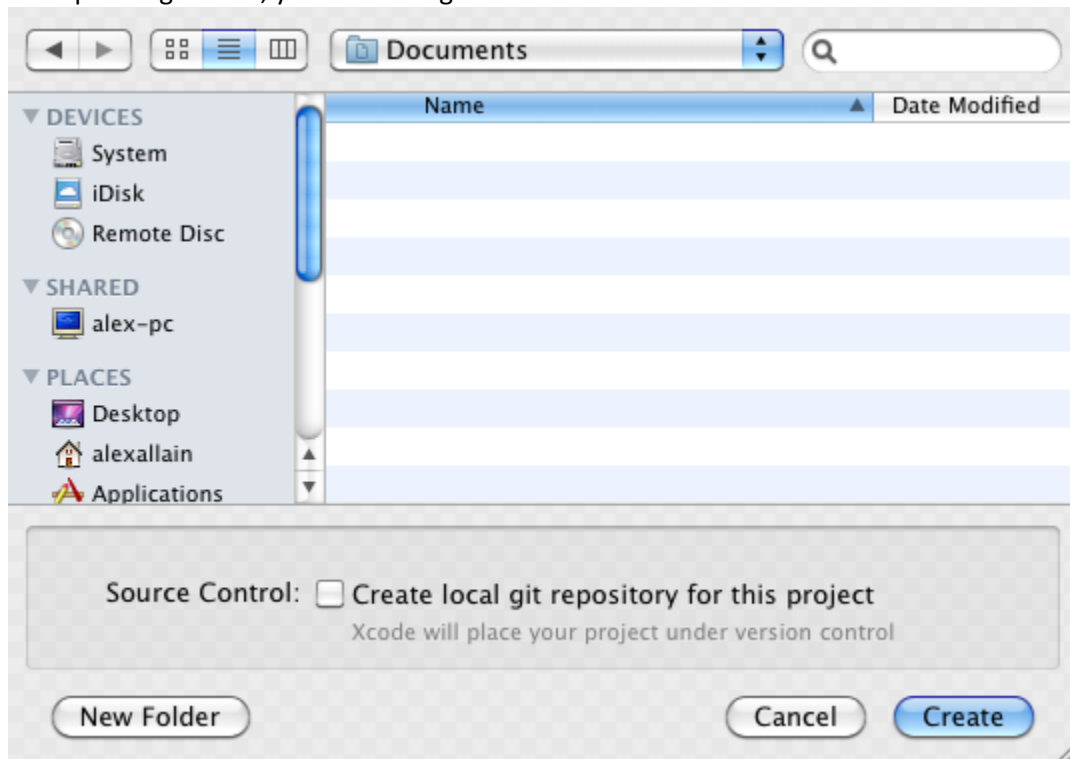 Documents
Name Date Modified
DEVICES
System
iDisk
Remote Disc
SHARED
alex-pc
PLACES
Desktop
alexallain
Applications
Source Control: Create local git repository for this project
Xcode will place your project under version control
New Folder Cancel Create